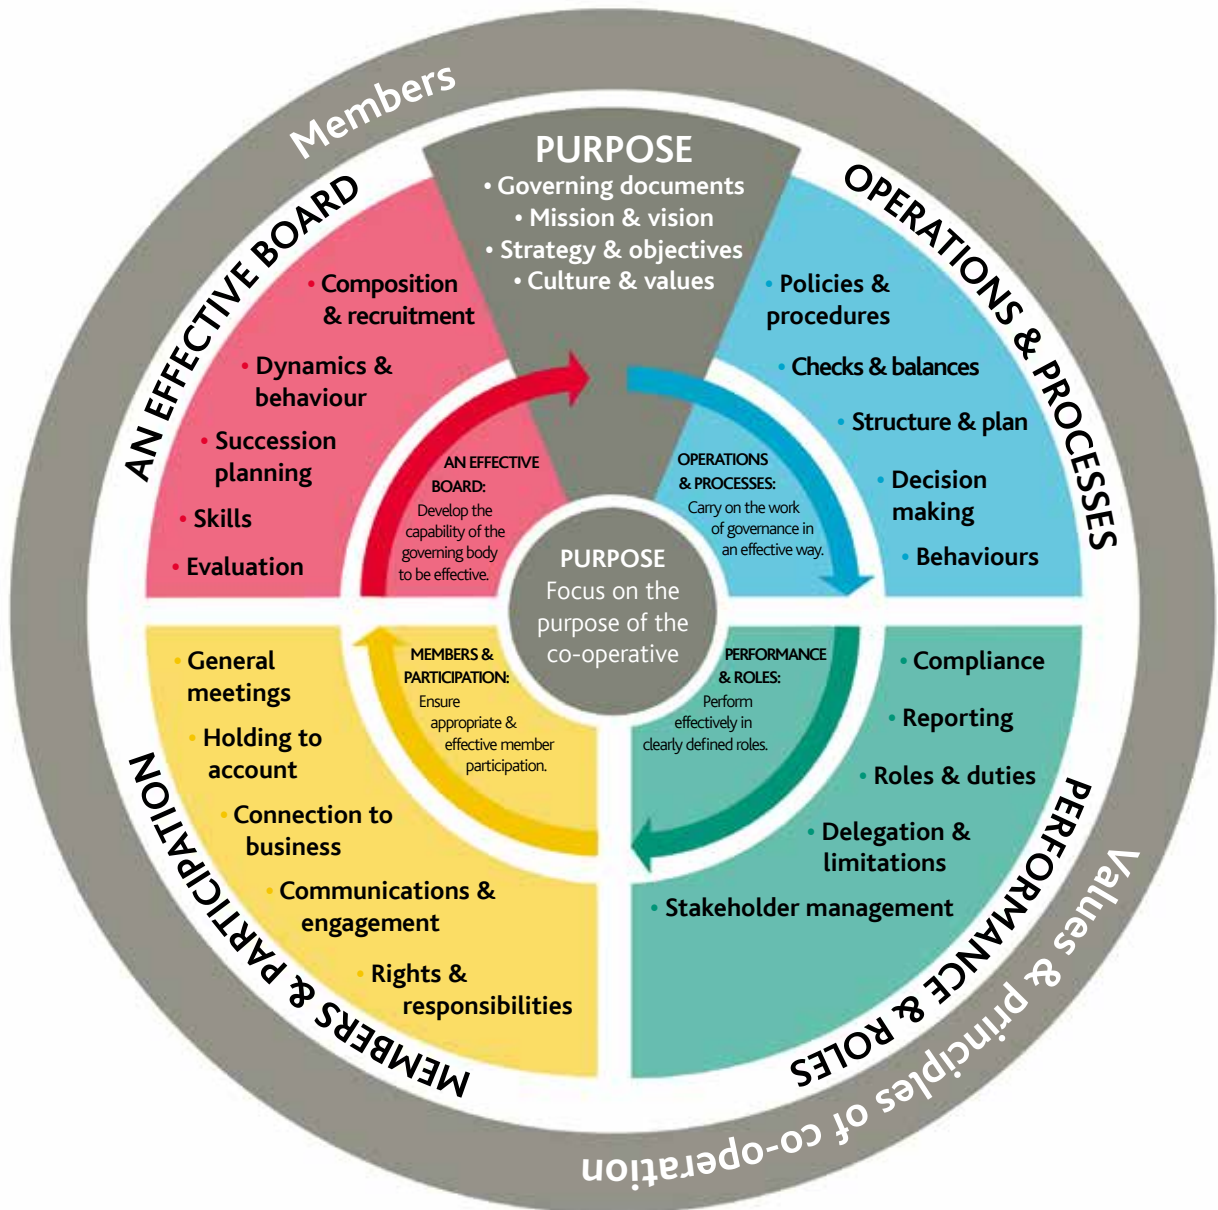 Members
PURPOSE
• Governing documents
• Mission & vision
• Strategy & objectives
• Culture & values
AN EFFECTIVE BOARD
• Composition
& recruitment
• Dynamics &
behaviour
• Succession
planning
• Skills
• Evaluation
AN EFFECTIVE
BOARD:
Develop the
capability of the
governing body
to be effective.
OPERATIONS & PROCESSES
• Policies &
procedures
• Checks & balances
• Structure & plan
• Decision
making
• Behaviours
OPERATIONS
& PROCESSES:
Carry on the work
of governance in
an effective way.
PURPOSE
Focus on the
purpose of the
co-operative
MEMBERS &
PARTICIPATION:
Ensure
appropriate &
effective member
participation.
• General
meetings
• Holding to
account
• Connection to
business
• Communications &
engagement
• Rights &
responsibilities
MEMBERS & PARTICIPATION
PERFORMANCE
& ROLES:
Perform
effectively in
clearly defined roles.
• Compliance
• Reporting
• Roles & duties
• Delegation &
limitations
• Stakeholder management
PERFORMANCE & ROLES
Values & principles of co-operation